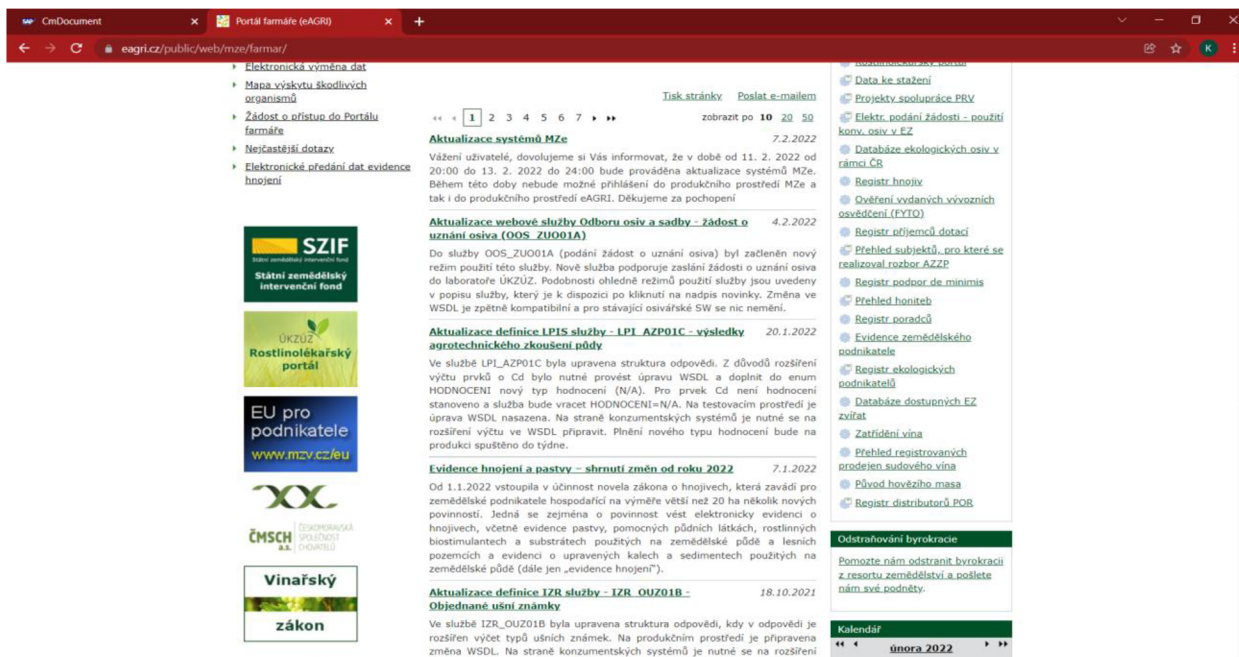 CmDocument
Portál farmáře (eAGRI)
eagri.cz/public/web/mze/farmar/
K
Elektronická výměna dat
Mapa výskytu škodlivých
organismů
Žádost o přístup do Portálu
farmáře
Nejčastější dotazy
Elektronické předání dat evidence
hnojení
SZIF
Státní zemědělský intervenční fond
Státní zemědělský
intervenční fond
ÚKZÚZ
Rostlinolékařský
portál
EU pro
podnikatele
www.mzv.cz/eu
ČMSCH a.s.
ČESKOMORAVSKÁ
SPOLEČNOST
CHOVATELŮ
Vinařský
zákon
Tisk stránky Poslat e-mailem
1 2 3 4 5 6 7 zobrazit po 10 20 50
Aktualizace systémů MZe 7.2.2022
Vážení uživatelé, dovolujeme si Vás informovat, že v době od 11. 2. 2022 od
20:00 do 13. 2. 2022 do 24:00 bude prováděna aktualizace systémů MZe.
Během této doby nebude možné přihlášení do produkčního prostředí MZe a
tak i do produkčního prostředí eAGRI. Děkujeme za pochopení
Aktualizace webové služby Odboru osiv a sadby - žádost o 4.2.2022
uznání osiva (OOS_ZUO01A)
Do služby OOS_ZUO01A (podání žádost o uznání osiva) byl začleněn nový
režim použití této služby. Nově služba podporuje zaslání žádosti o uznání osiva
do laboratoře ÚKZÚZ. Podobnosti ohledně režimů použití služby jsou uvedeny
v popisu služby, který je k dispozici po kliknutí na nadpis novinky. Změna ve
WSDL je zpětně kompatibilní a pro stávající osivářské SW se nic nemění.
Aktualizace definice LPIS služby - LPI_AZP01C - výsledky 20.1.2022
agrotechnického zkoušení půdy
Ve službě LPI_AZP01C byla upravena struktura odpovědi. Z důvodů rozšíření
výčtu prvků o Cd bylo nutné provést úpravu WSDL a doplnit do enum
HODNOCENI nový typ hodnocení (N/A). Pro prvek Cd není hodnocení
stanoveno a služba bude vracet HODNOCENI=N/A. Na testovacím prostředí je
úprava WSDL nasazena. Na straně konzumentských systémů je nutné se na
rozšíření výčtu ve WSDL připravit. Plnění nového typu hodnocení bude na
produkci spuštěno do týdne.
Evidence hnojení a pastvy – shrnutí změn od roku 2022 7.1.2022
Od 1.1.2022 vstoupila v účinnost novela zákona o hnojivech, která zavádí pro
zemědělské podnikatele hospodařící na výměře větší než 20 ha několik nových
povinností. Jedná se zejména o povinnost vést elektronicky evidenci o
hnojivech, včetně evidence pastvy, pomocných půdních látkách, rostlinných
biostimulantech a substrátech použitých na zemědělské půdě a lesních
pozemcích a evidenci o upravených kalech a sedimentech použitých na
zemědělské půdě (dále jen „evidence hnojení").
Aktualizace definice IZR služby - IZR_OUZ01B - 18.10.2021
Objednané ušní známky
Ve službě IZR_OUZ01B byla upravena struktura odpovědi, kdy v odpovědi je
rozšířen výčet typů ušních známek. Na produkčním prostředí je připravena
změna WSDL. Na straně konzumentských systémů je nutné se na rozšíření
Rostlinolékařský portál
Data ke stažení
Projekty spolupráce PRV
Elektr. podání žádosti - použití
konv. osiv v EZ
Databáze ekologických osiv v
rámci ČR
Registr hnojiv
Ověření vydaných vývozních
osvědčení (FYTO)
Registr příjemců dotací
Přehled subjektů, pro které se
realizoval rozbor AZZP
Registr podpor de minimis
Přehled honiteb
Registr poradců
Evidence zemědělského
podnikatele
Registr ekologických
podnikatelů
Databáze dostupných EZ
zvířat
Zatřídění vína
Přehled registrovaných
prodejen sudového vína
Původ hovězího masa
Registr distributorů POR
Odstraňování byrokracie
Pomozte nám odstranit byrokracii
z resortu zemědělství a pošlete
nám své podněty.
Kalendář
února 2022